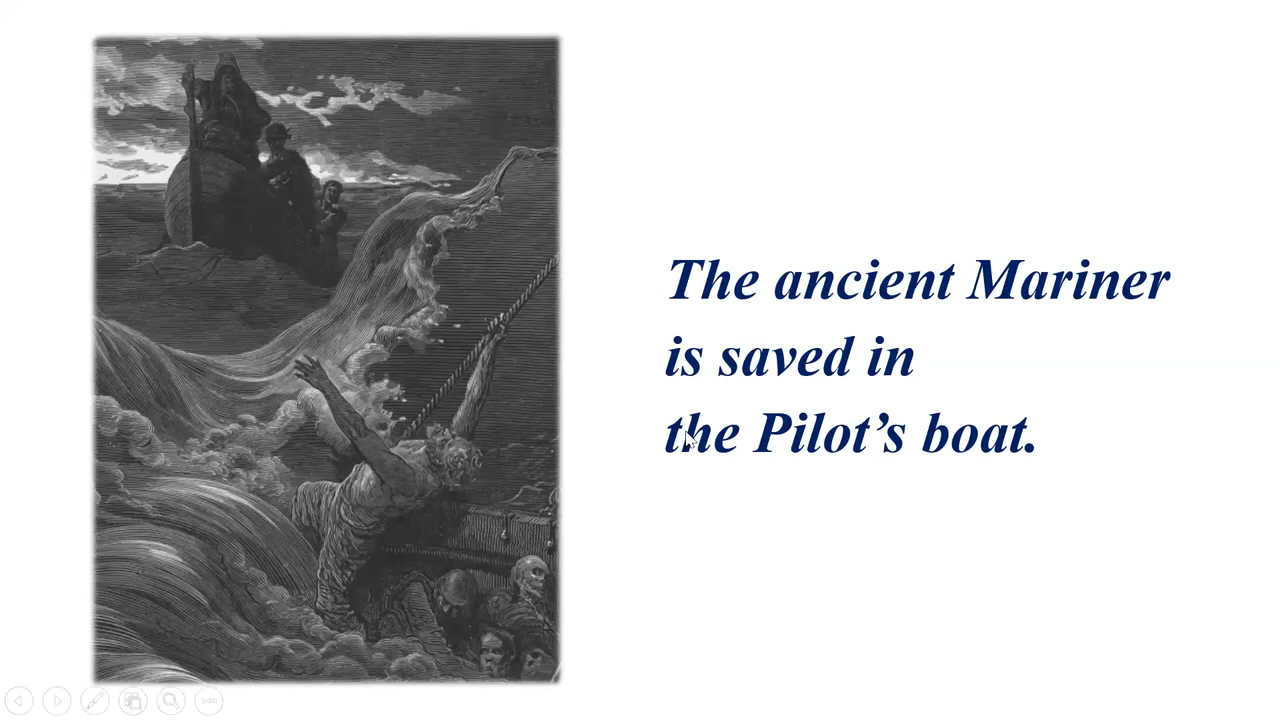 The ancient Mariner
is saved in
the Pilot’s boat.